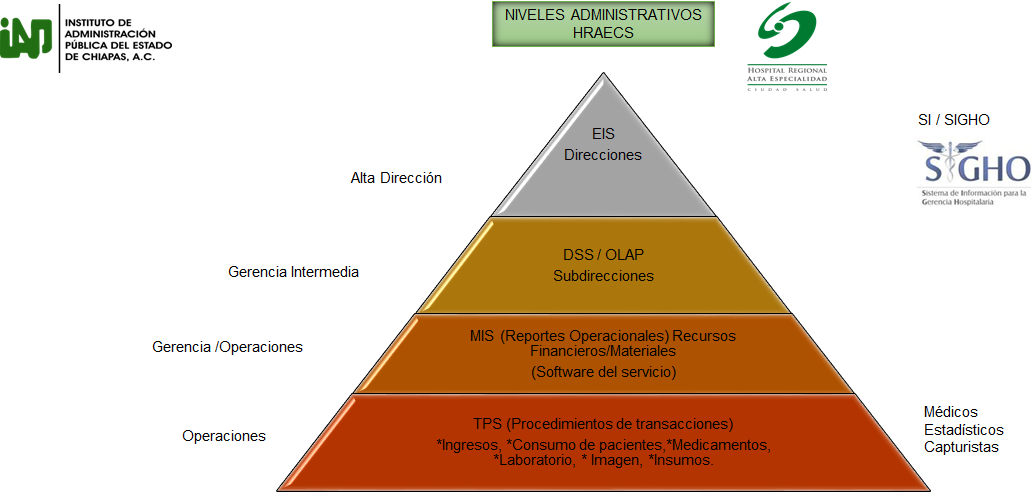 iAP
INSTITUTO DE
ADMINISTRACIÓN
PÚBLICA DEL ESTADO
DE CHIAPAS, A.C.
NIVELES ADMINISTRATIVOS
HRAECS
HOSPITAL REGIONAL
ALTA ESPECIALIDAD
CIUDAD SALUD
SI / SIGHO
SIGHO
Sistema de Información para la
Gerencia Hospitalaria
EIS
Direcciones
Alta Dirección
DSS / OLAP
Subdirecciones
Gerencia Intermedia
MIS (Reportes Operacionales) Recursos
Financieros/Materiales
(Software del servicio)
Gerencia /Operaciones
TPS (Procedimientos de transacciones)
*Ingresos, *Consumo de pacientes,*Medicamentos,
*Laboratorio, * Imagen, *Insumos.
Operaciones
Médicos
Estadísticos
Capturistas